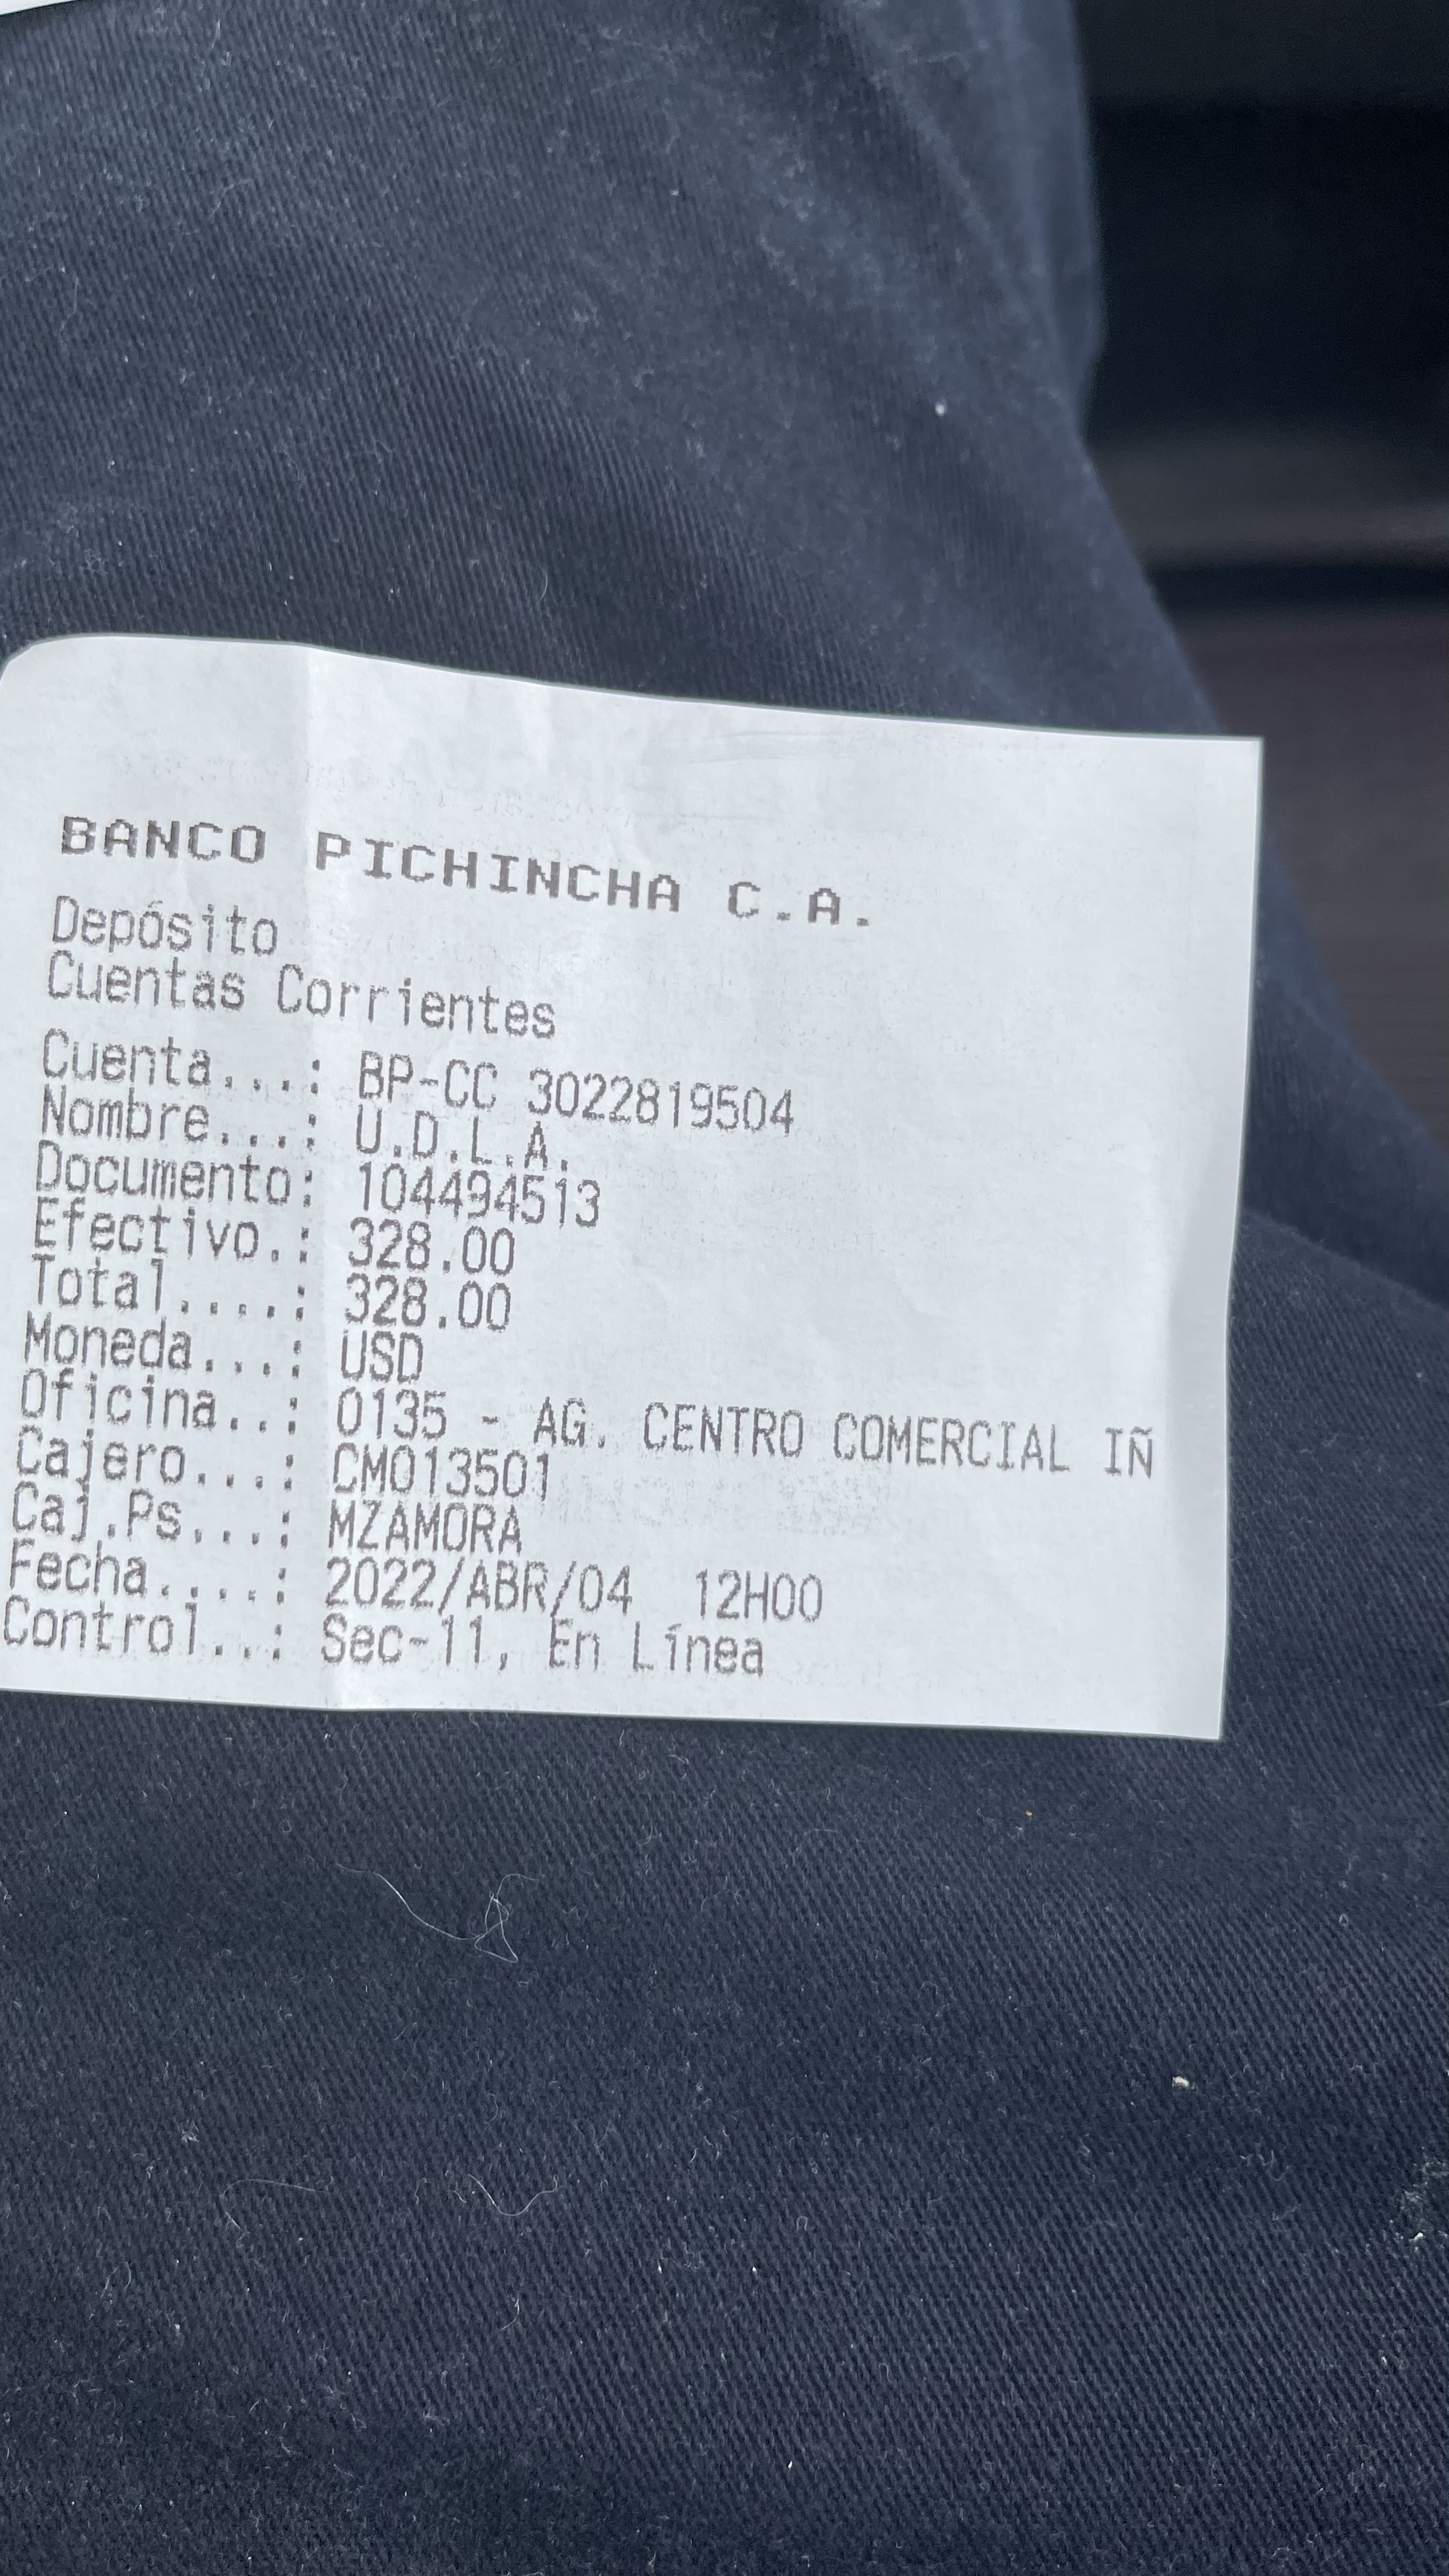 BANCO PICHINCHA C.A.
Depósito
Cuentas Corrientes
Cuenta...: BP-CC 3022819504
Nombre...: U.D.L.A.
Documento: 104494513
Efectivo.: 328.00
Total....: 328.00
Moneda...: USD
Oficina..: 0135 - AG. CENTRO COMERCIAL IÑ
Cajero...: CM013501
Caj.Ps...: MZAMORA
Fecha....: 2022/ABR/04 12H00
Control..: Sec-11, En Línea